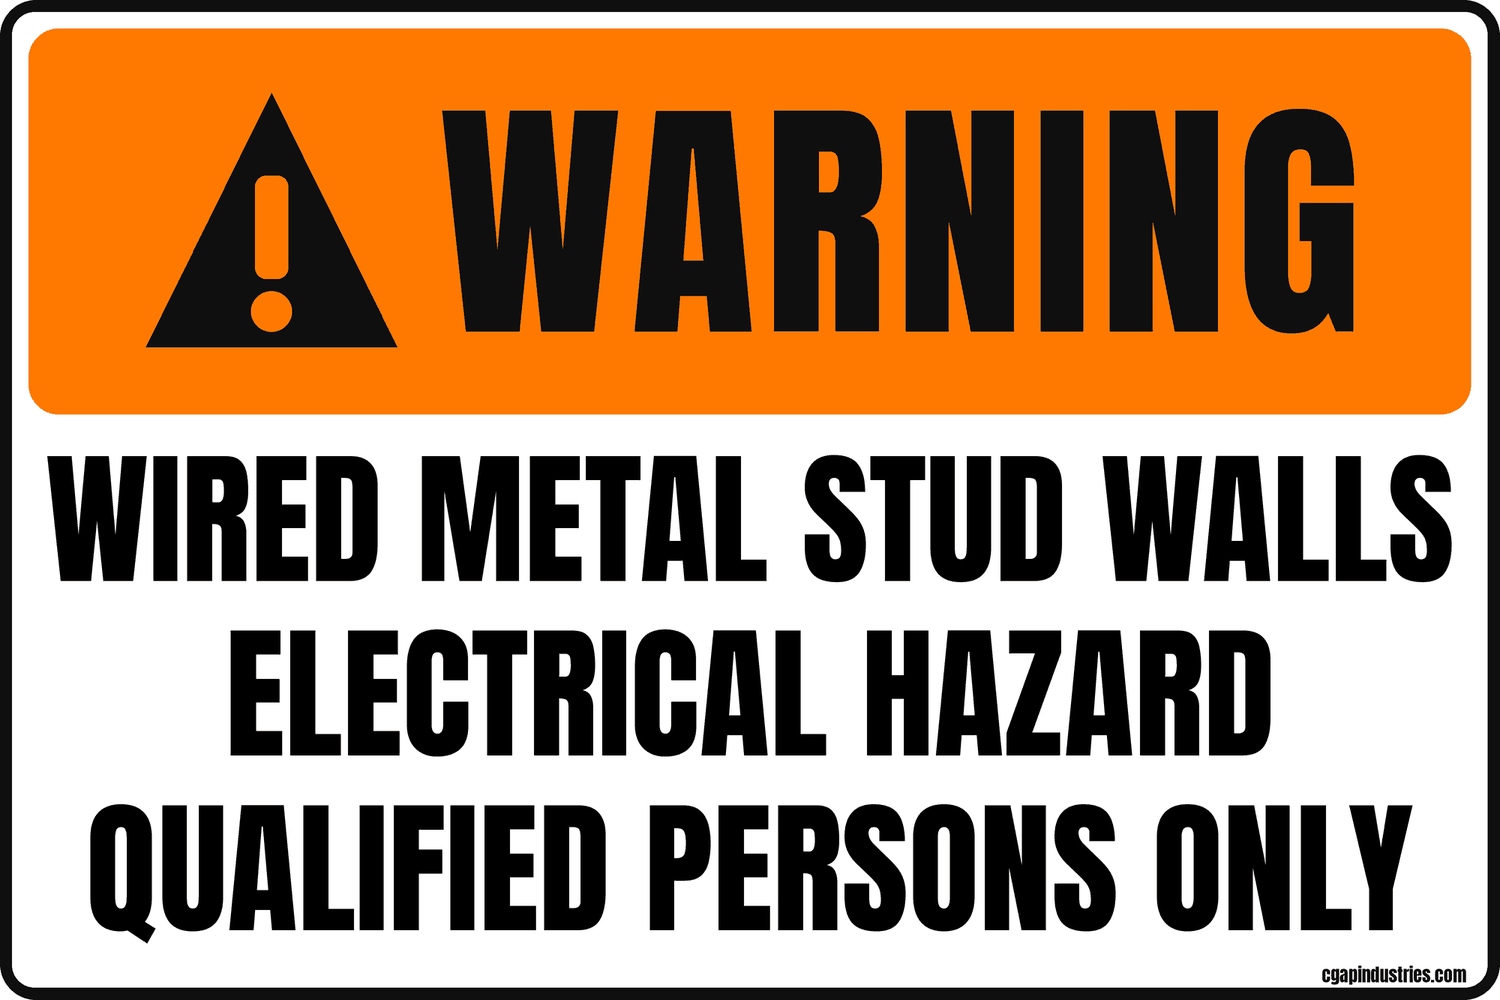 WARNING
WIRED METAL STUD WALLS
ELECTRICAL HAZARD
QUALIFIED PERSONS ONLY
cgapindustries.com